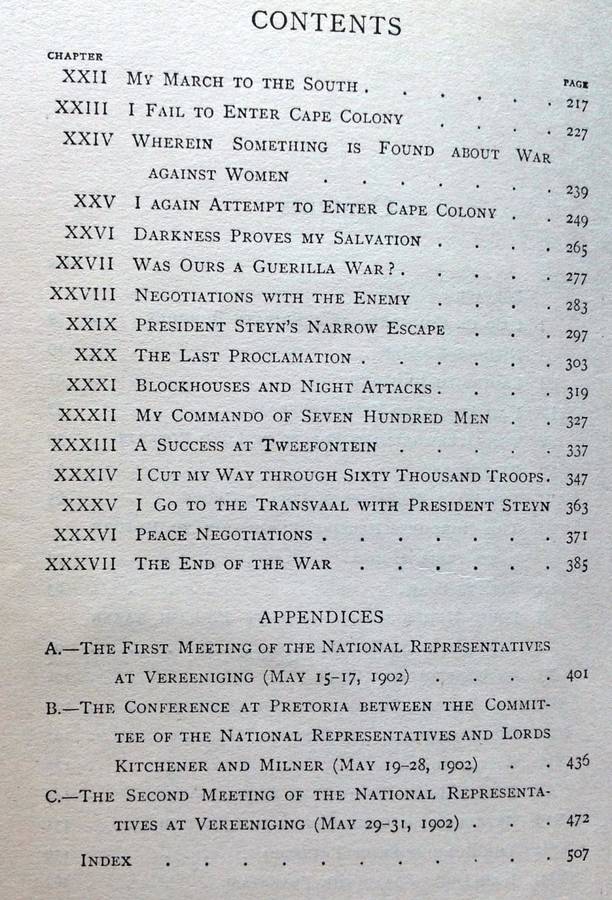 CONTENTS
CHAPTER PAGE
XXII My March to the South . . . . . . 217
XXIII I Fail to Enter Cape Colony . . . . 227
XXIV Wherein Something is Found about War
against Women . . . . . . . 239
XXV I again Attempt to Enter Cape Colony . . 249
XXVI Darkness Proves my Salvation . . . . 265
XXVII Was Ours a Guerilla War? . . . . . 277
XXVIII Negotiations with the Enemy . . . . 283
XXIX President Steyn's Narrow Escape . . . 297
XXX The Last Proclamation . . . . . . 303
XXXI Blockhouses and Night Attacks . . . . 319
XXXII My Commando of Seven Hundred Men . . 327
XXXIII A Success at Tweefontein . . . . . 337
XXXIV I Cut my Way through Sixty Thousand Troops . 347
XXXV I Go to the Transvaal with President Steyn 363
XXXVI Peace Negotiations . . . . . . . 371
XXXVII The End of the War . . . . . . 385
APPENDICES
A.—The First Meeting of the National Representatives
at Vereeniging (May 15-17, 1902) . . . . 401
B.—The Conference at Pretoria between the Commit-
tee of the National Representatives and Lords
Kitchener and Milner (May 19-28, 1902) . . 436
C.—The Second Meeting of the National Representa-
tives at Vereeniging (May 29-31, 1902) . . . 472
Index . . . . . . . . . . . 507